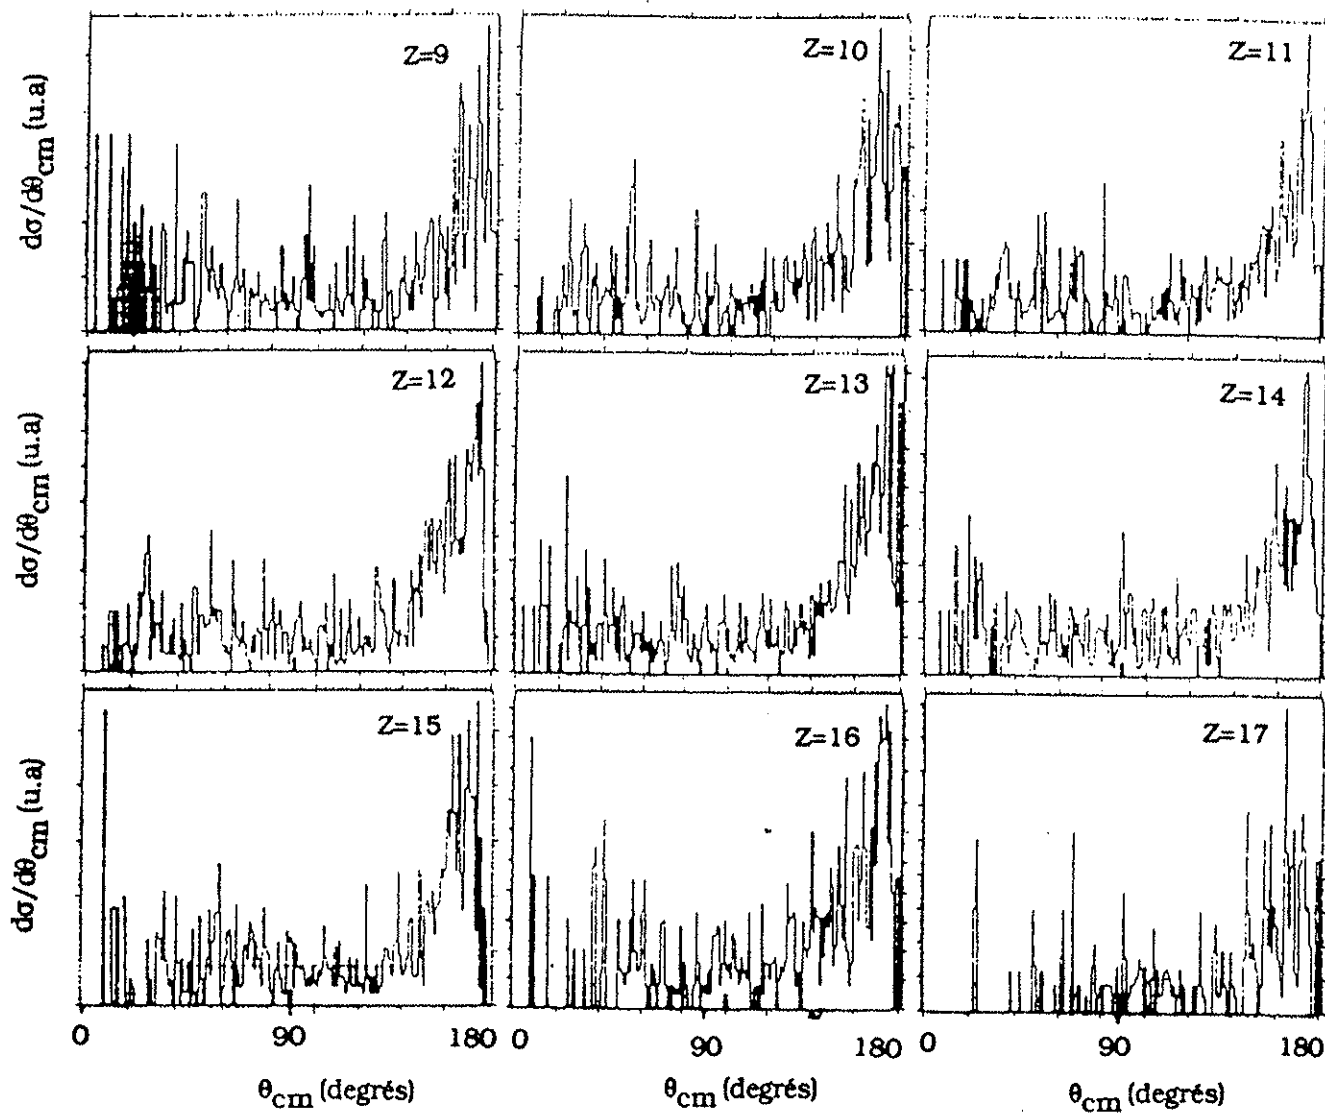 Z=9
Z=10
Z=11
dσ/dθcm (u.a)
Z=12
Z=13
Z=14
dσ/dθcm (u.a)
Z=15
Z=16
Z=17
dσ/dθcm (u.a)
0 90 180 0 90 180 0 90 180
θcm (degrés) θcm (degrés) θcm (degrés)